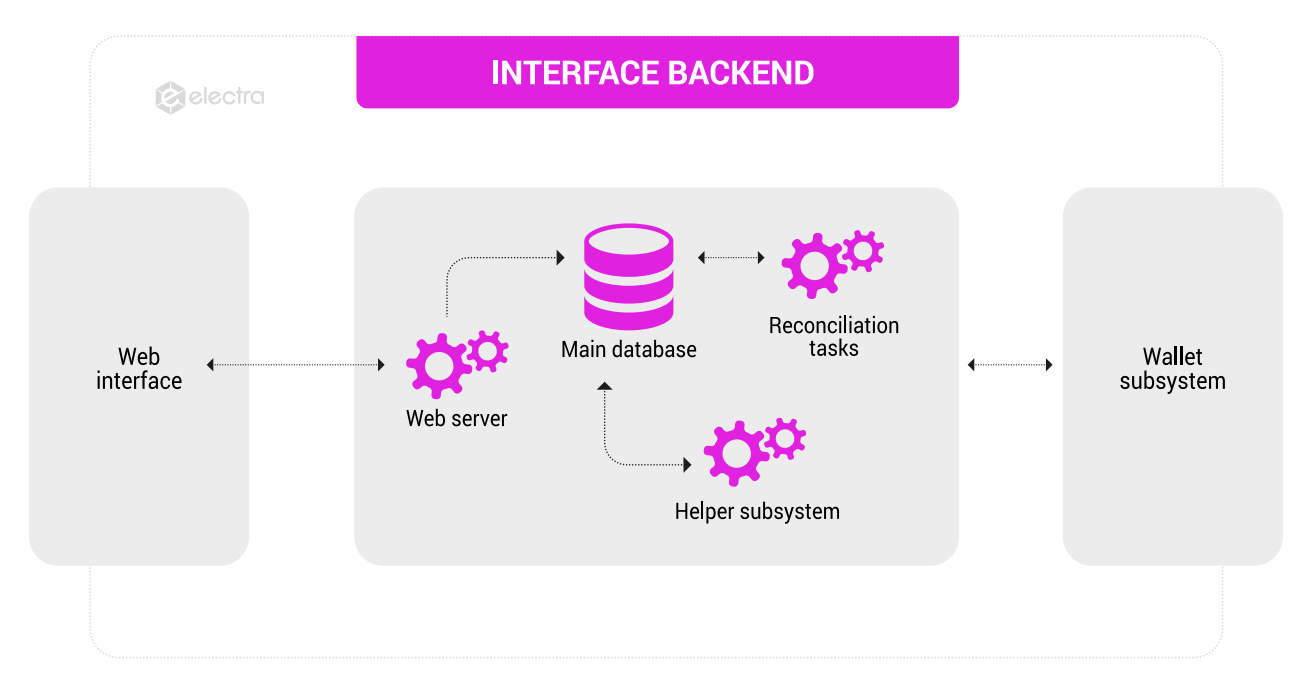 INTERFACE BACKEND
electra
Web
interface
Web server
Main database
Reconciliation
tasks
Helper subsystem
Wallet
subsystem